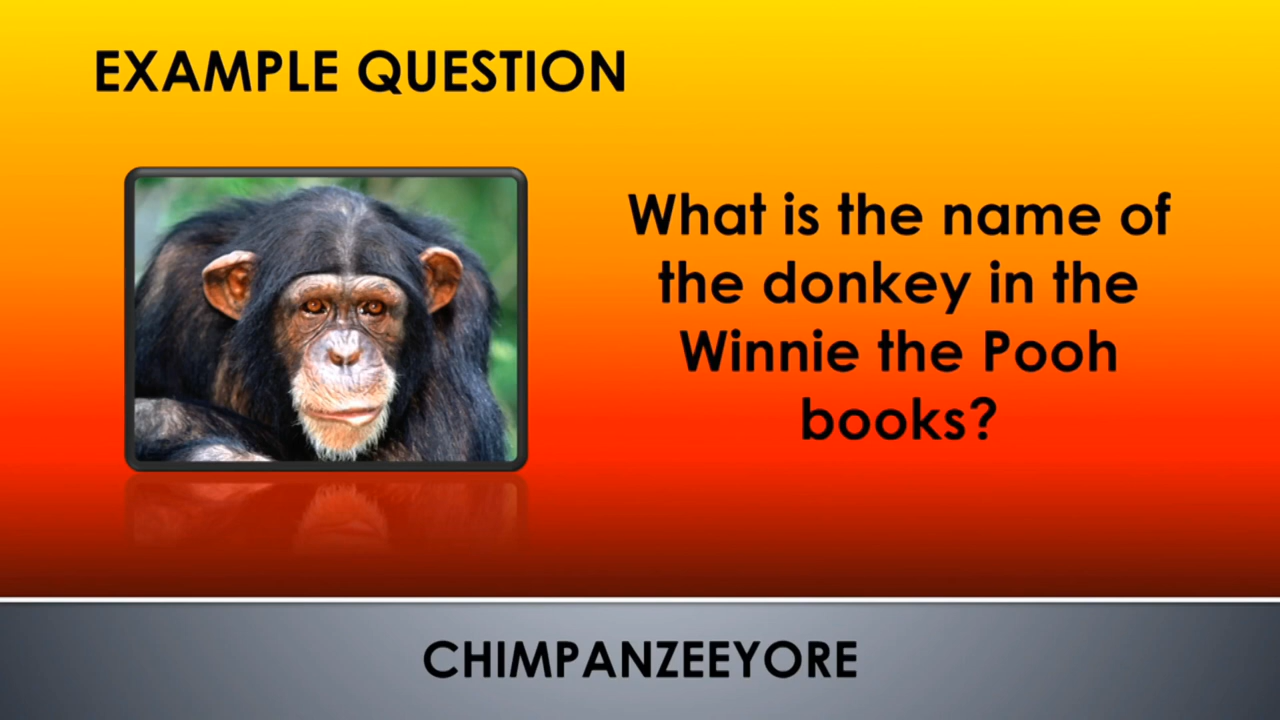 EXAMPLE QUESTION
What is the name of
the donkey in the
Winnie the Pooh
books?
CHIMPANZEEYORE